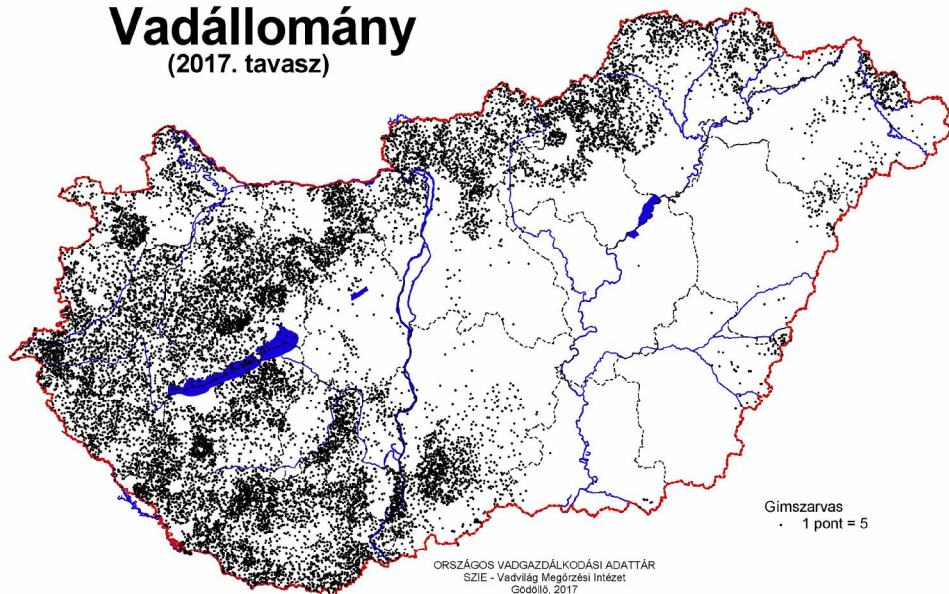 Vadállomány
(2017. tavasz)
Gímszarvas
1 pont = 5
ORSZÁGOS VADGAZDÁLKODÁSI ADATTÁR
SZIE - Vadvilág Megőrzési Intézet
Gödöllő, 2017